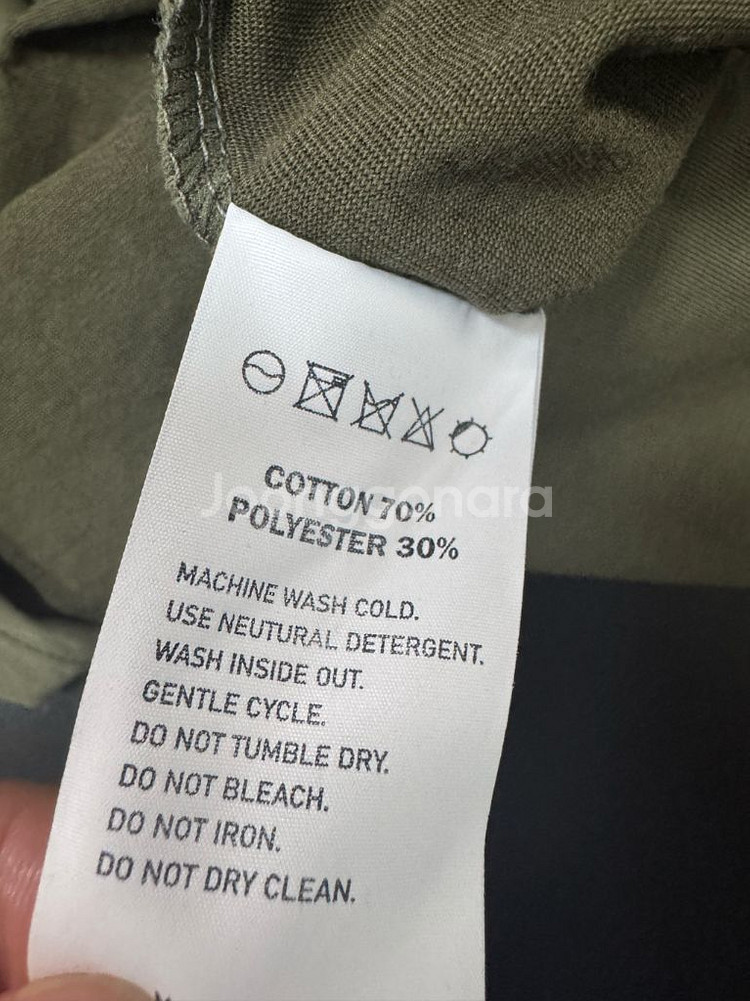 COTTON 70%
Joonggonara
POLYESTER 30%
MACHINE WASH COLD.
USE NEUTURAL DETERGENT.
WASH INSIDE OUT.
GENTLE CYCLE.
DO NOT TUMBLE DRY.
DO NOT BLEACH.
DO NOT IRON.
DO NOT DRY CLEAN.